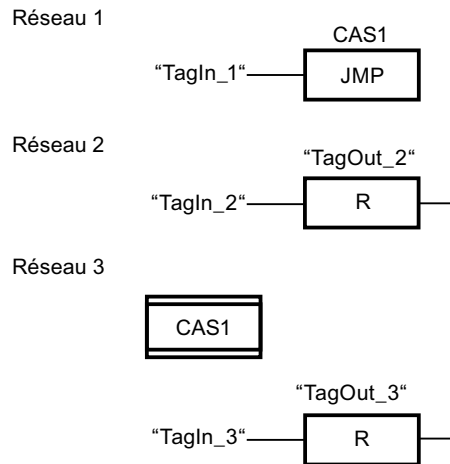 Réseau 1
CAS1
“TagIn_1“
JMP
Réseau 2
“TagOut_2“
“TagIn_2“
R
Réseau 3
CAS1
“TagOut_3“
“TagIn_3“
R